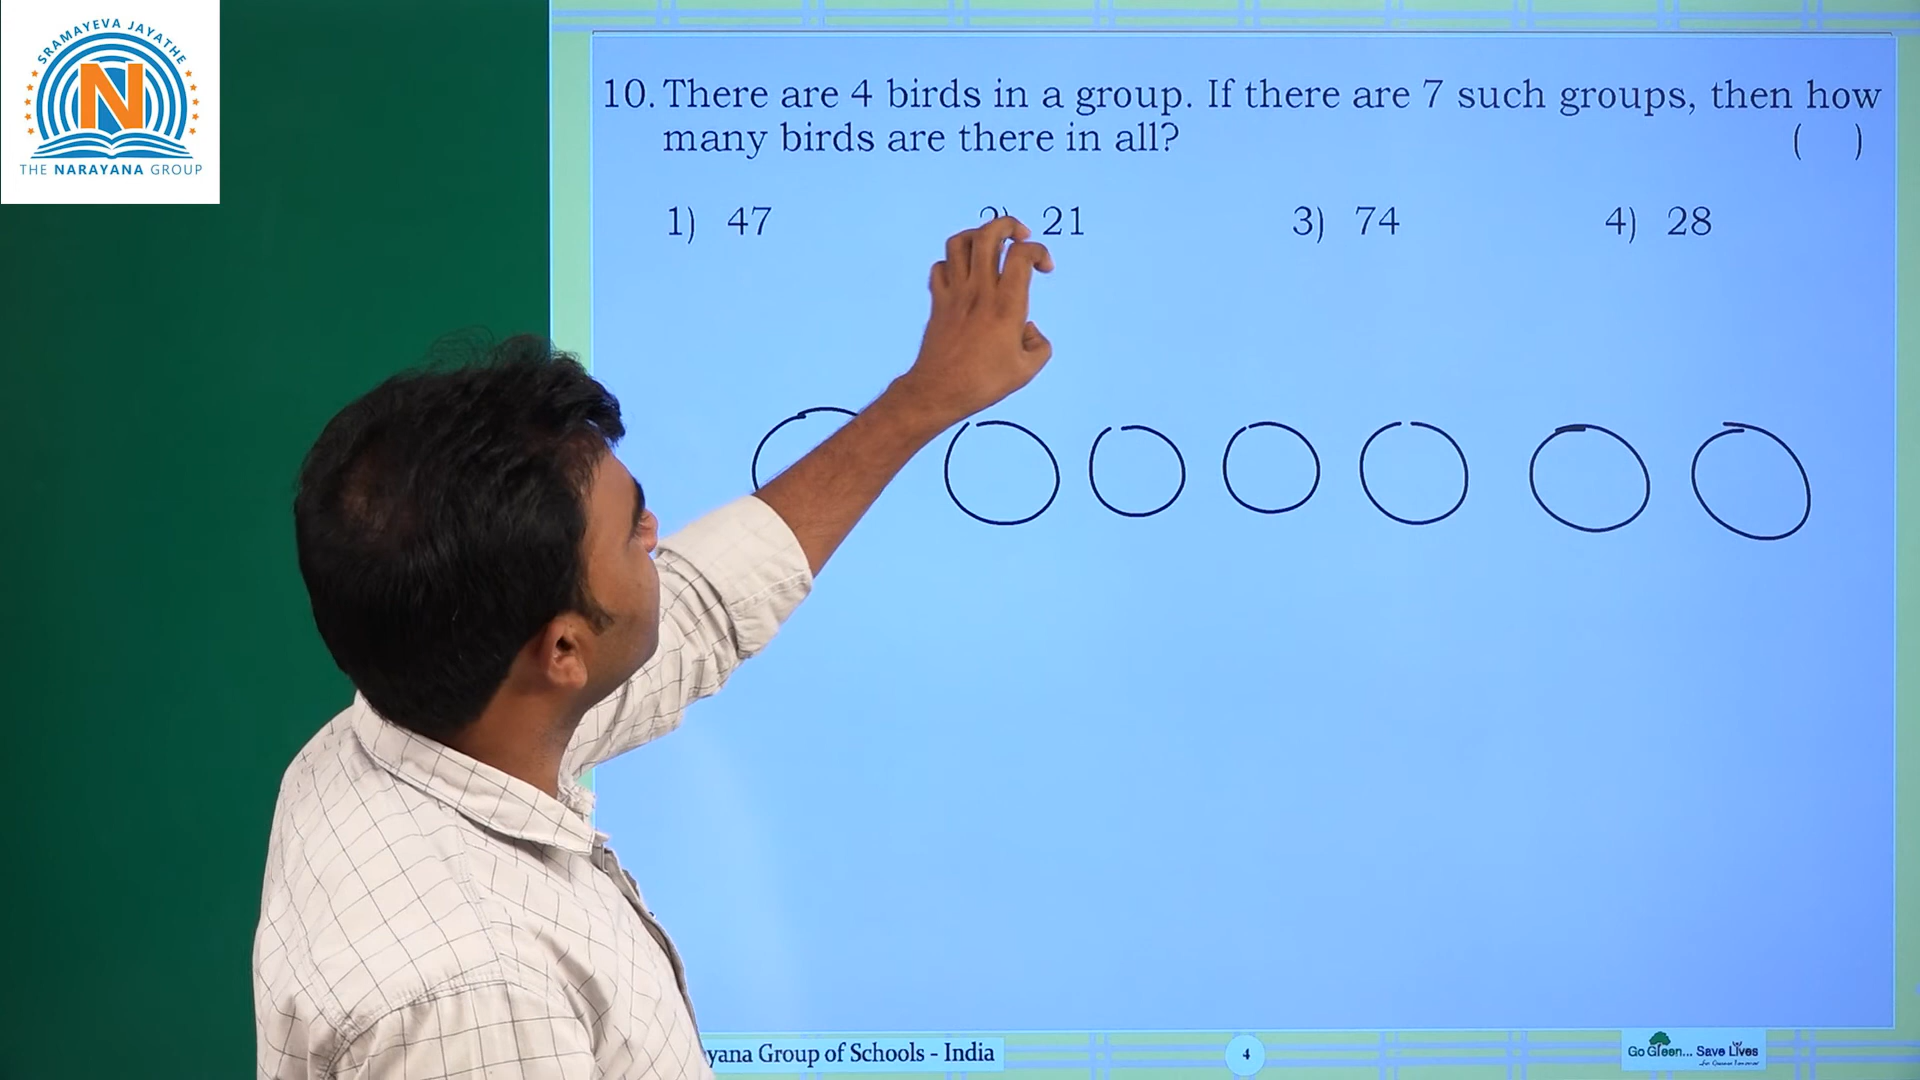 SRAMAYEVA JAYATHE
N
THE NARAYANA GROUP
10. There are 4 birds in a group. If there are 7 such groups, then how
many birds are there in all? ( )
1) 47 2) 21 3) 74 4) 28
yana Group of Schools - India
4
Go Green... Save Lives